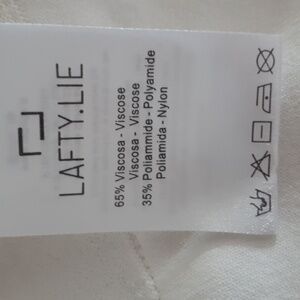 LAFTY.LIE
65% Viscosa - Viscose
Viscosa - Viscose
35% Poliammide - Polyamide
Poliamida - Nylon